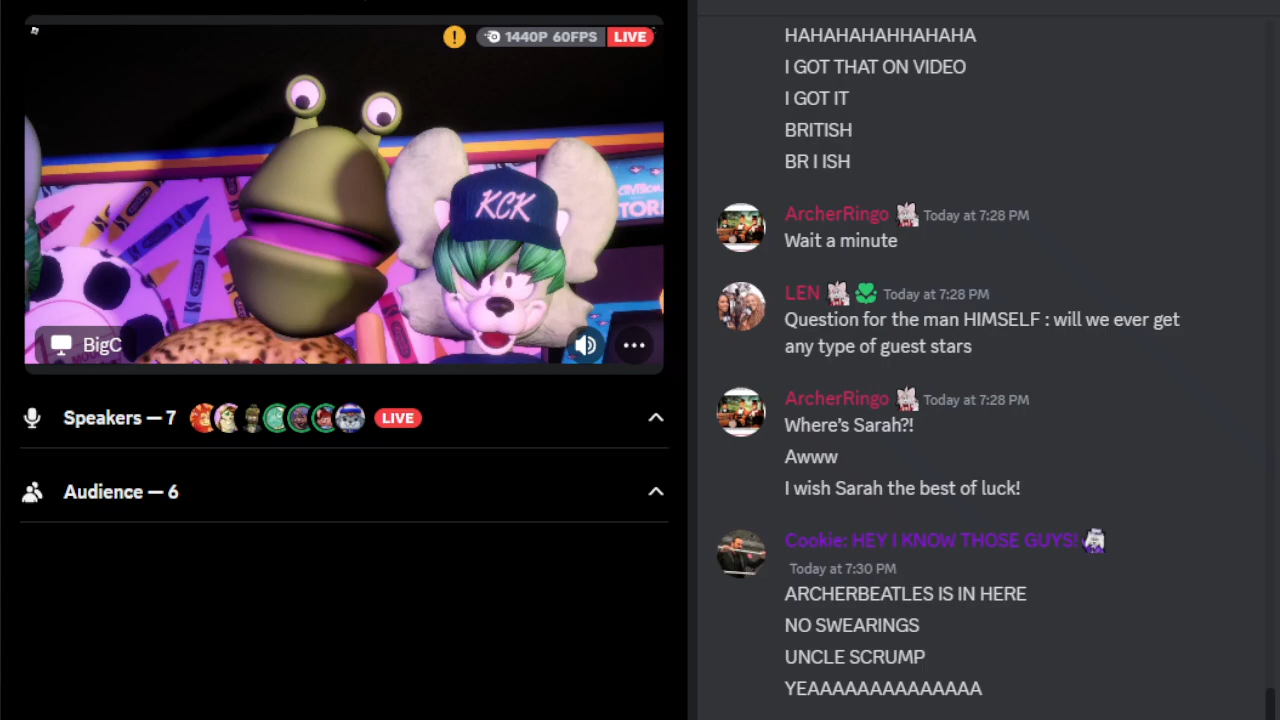 1440P 60FPS
LIVE
KCK
BigC
Speakers — 7
LIVE
Audience — 6
HAHAHAHAHHAHAHA
I GOT THAT ON VIDEO
I GOT IT
BRITISH
BR I ISH
ArcherRingo Today at 7:28 PM
Wait a minute
LEN Today at 7:28 PM
Question for the man HIMSELF : will we ever get
any type of guest stars
ArcherRingo Today at 7:28 PM
Where's Sarah?!
Awww
I wish Sarah the best of luck!
Cookie: HEY I KNOW THOSE GUYS!
Today at 7:30 PM
ARCHERBEATLES IS IN HERE
NO SWEARINGS
UNCLE SCRUMP
YEAAAAAAAAAAAAAA